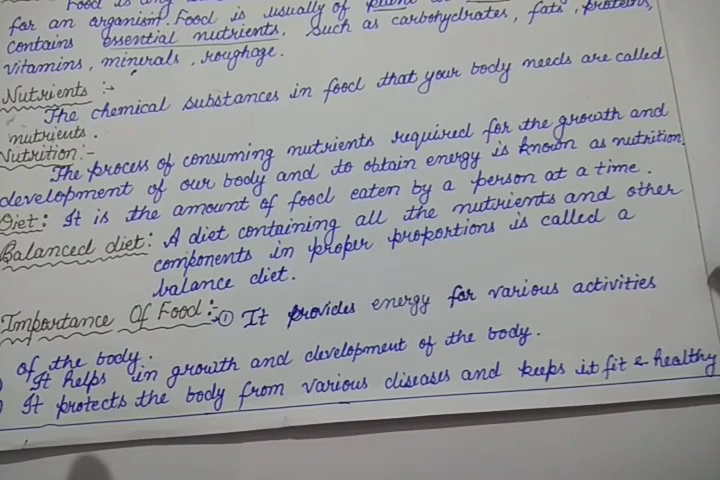 Food is any
for an organism. Food is usually of plant
contains essential nutrients, such as carbohydrates, fats, proteins,
vitamins, minerals, roughage.
Nutrients :-
The chemical substances in food that your body needs are called
nutrients.
Nutrition :-
The process of consuming nutrients required for the growth and
development of our body and to obtain energy is known as nutrition.
Diet: It is the amount of food eaten by a person at a time.
Balanced diet: A diet containing all the nutrients and other
components in proper proportions is called a
balance diet.
Importance Of Food :- → ① It provides energy for various activities
of the body.
It helps in growth and development of the body.
It protects the body from various diseases and keeps it fit & healthy